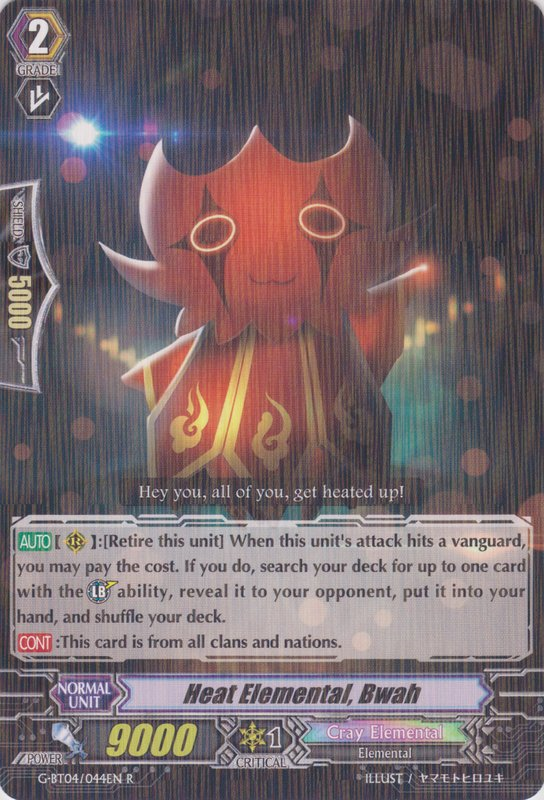 2
GRADE
SHIELD 5000
Hey you, all of you, get heated up!
AUTO【 R 】:[Retire this unit] When this unit's attack hits a vanguard,
you may pay the cost. If you do, search your deck for up to one card
with the LB ability, reveal it to your opponent, put it into your
hand, and shuffle your deck.
CONT :This card is from all clans and nations.
NORMAL
UNIT
Heat Elemental, Bwah
POWER 9000
1
CRITICAL
Cray Elemental
Elemental
G-BT04/044EN R
ILLUST / ヤマモトヒロユキ